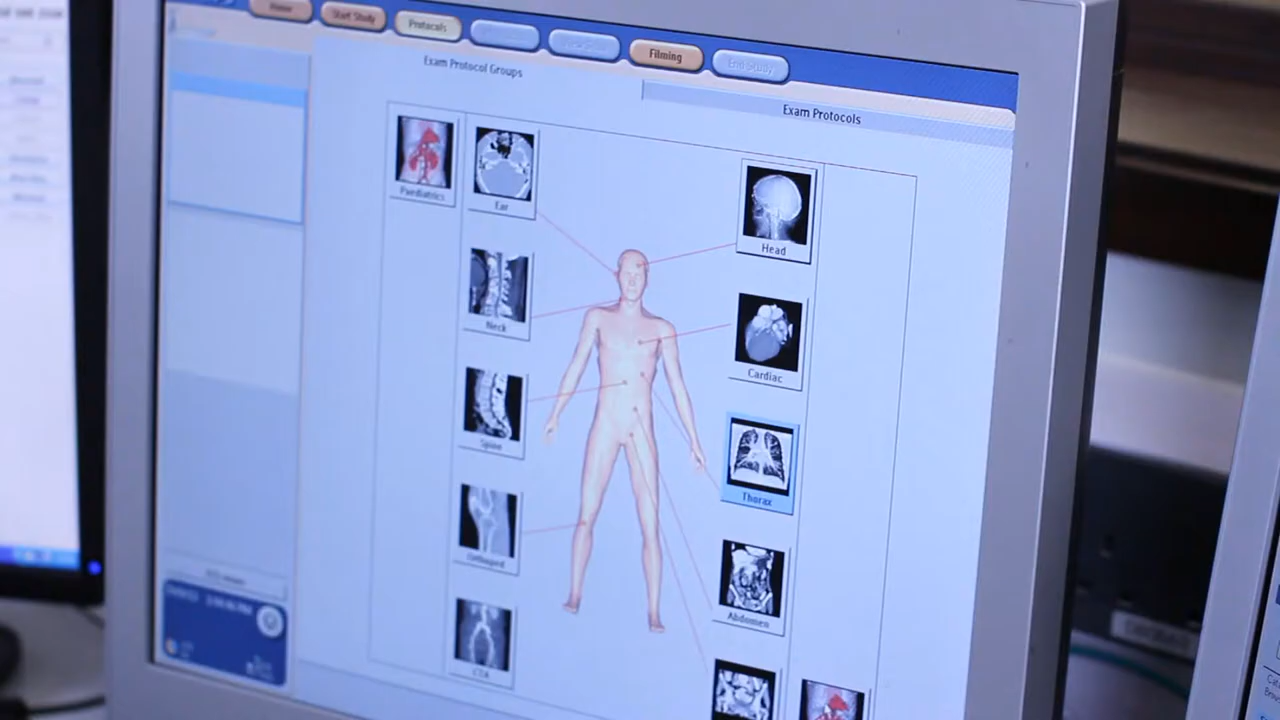 Home
Start Study
Protocols
Filming
End Study
Exam Protocol Groups
Exam Protocols
Paediatrics
Ear
Head
Neck
Cardiac
Spine
Thorax
Orthoped
Abdomen
CTA